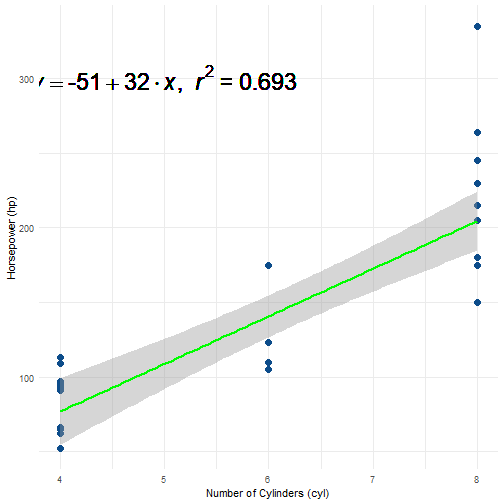 y = -51 + 32 · x, r² = 0.693
300
200
100
Horsepower (hp)
4 5 6 7 8
Number of Cylinders (cyl)